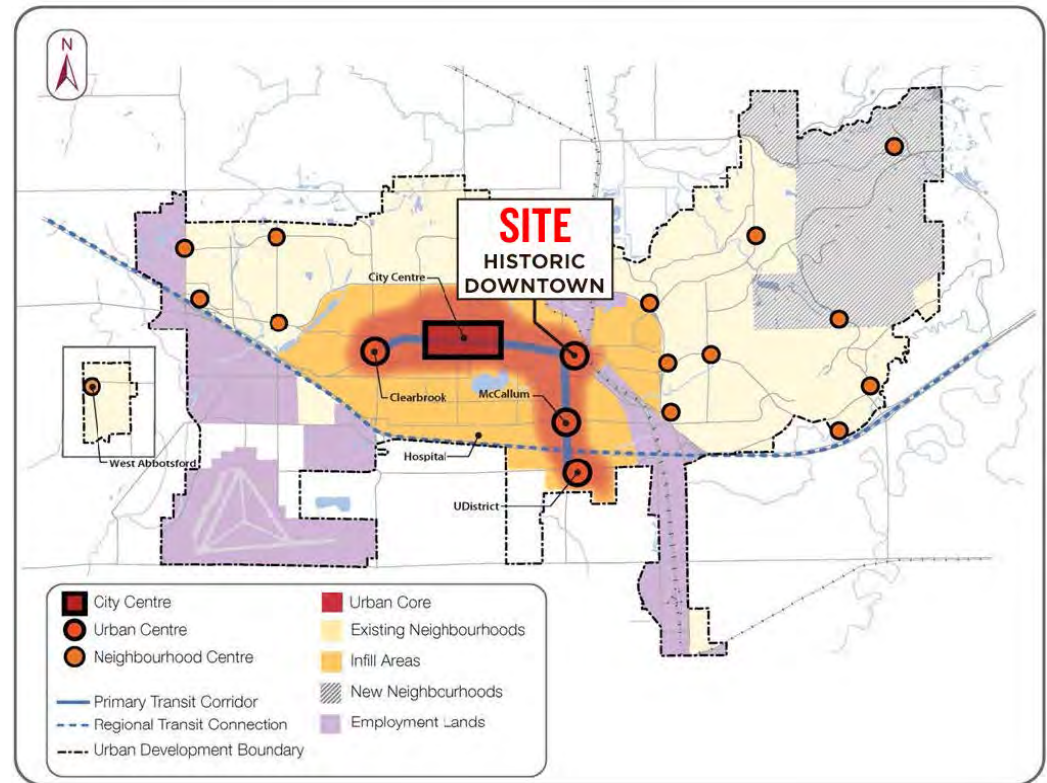 N
SITE
HISTORIC
DOWNTOWN
City Centre
Clearbrook
McCallum
West Abbotsford
Hospital
UDistrict
City Centre
Urban Centre
Neighbourhood Centre
Primary Transit Corridor
Regional Transit Connection
Urban Development Boundary
Urban Core
Existing Neighbourhoods
Infill Areas
New Neighbcurhoods
Employment Lands